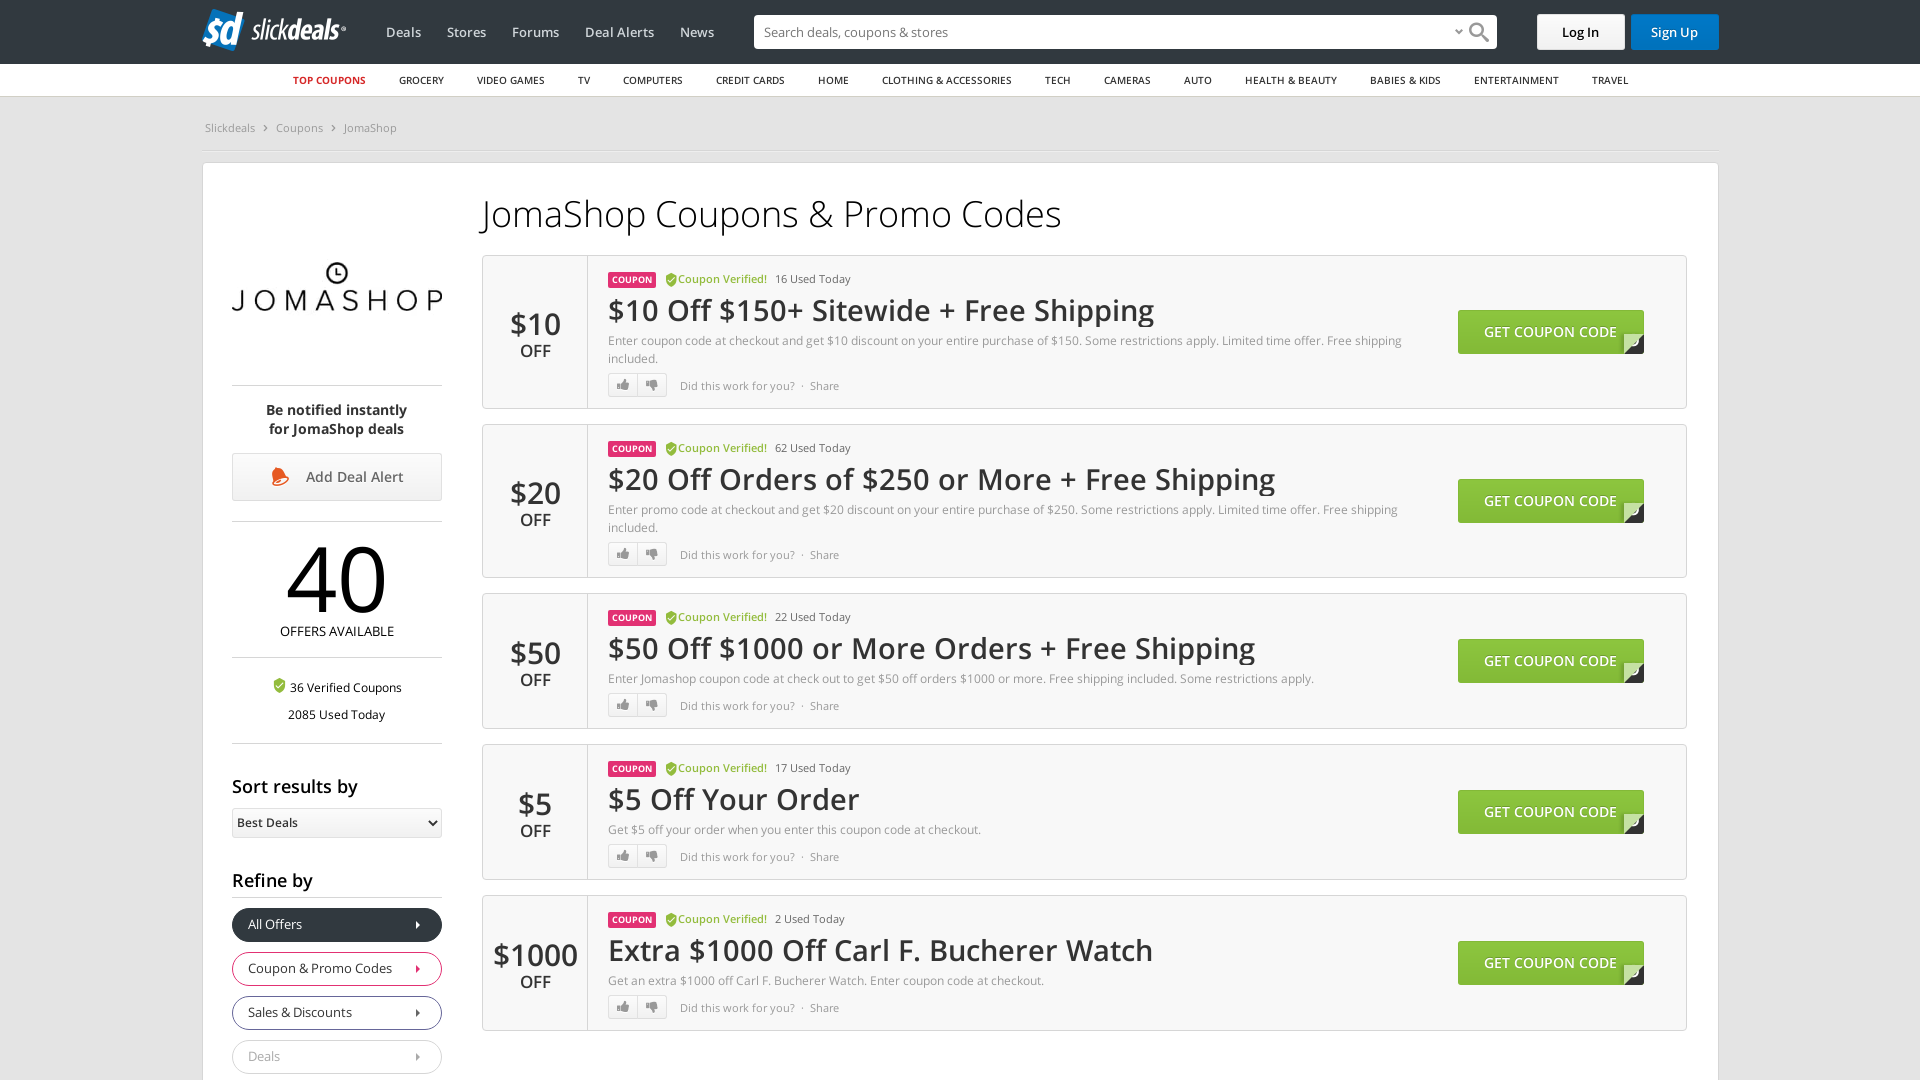 slickdeals
Deals
Stores
Forums
Deal Alerts
News
Search deals, coupons & stores
Log In
Sign Up
TOP COUPONS
GROCERY
VIDEO GAMES
TV
COMPUTERS
CREDIT CARDS
HOME
CLOTHING & ACCESSORIES
TECH
CAMERAS
AUTO
HEALTH & BEAUTY
BABIES & KIDS
ENTERTAINMENT
TRAVEL
Slickdeals > Coupons > JomaShop
JOMASHOP
Be notified instantly
for JomaShop deals
Add Deal Alert
40
OFFERS AVAILABLE
36 Verified Coupons
2085 Used Today
Sort results by
Best Deals
Refine by
All Offers
Coupon & Promo Codes
Sales & Discounts
Deals
JomaShop Coupons & Promo Codes
$10
OFF
COUPON Coupon Verified! 16 Used Today
$10 Off $150+ Sitewide + Free Shipping
Enter coupon code at checkout and get $10 discount on your entire purchase of $150. Some restrictions apply. Limited time offer. Free shipping
included.
Did this work for you? · Share
GET COUPON CODE
$20
OFF
COUPON Coupon Verified! 62 Used Today
$20 Off Orders of $250 or More + Free Shipping
Enter promo code at checkout and get $20 discount on your entire purchase of $250. Some restrictions apply. Limited time offer. Free shipping
included.
Did this work for you? · Share
GET COUPON CODE
$50
OFF
COUPON Coupon Verified! 22 Used Today
$50 Off $1000 or More Orders + Free Shipping
Enter Jomashop coupon code at check out to get $50 off orders $1000 or more. Free shipping included. Some restrictions apply.
Did this work for you? · Share
GET COUPON CODE
$5
OFF
COUPON Coupon Verified! 17 Used Today
$5 Off Your Order
Get $5 off your order when you enter this coupon code at checkout.
Did this work for you? · Share
GET COUPON CODE
$1000
OFF
COUPON Coupon Verified! 2 Used Today
Extra $1000 Off Carl F. Bucherer Watch
Get an extra $1000 off Carl F. Bucherer Watch. Enter coupon code at checkout.
Did this work for you? · Share
GET COUPON CODE